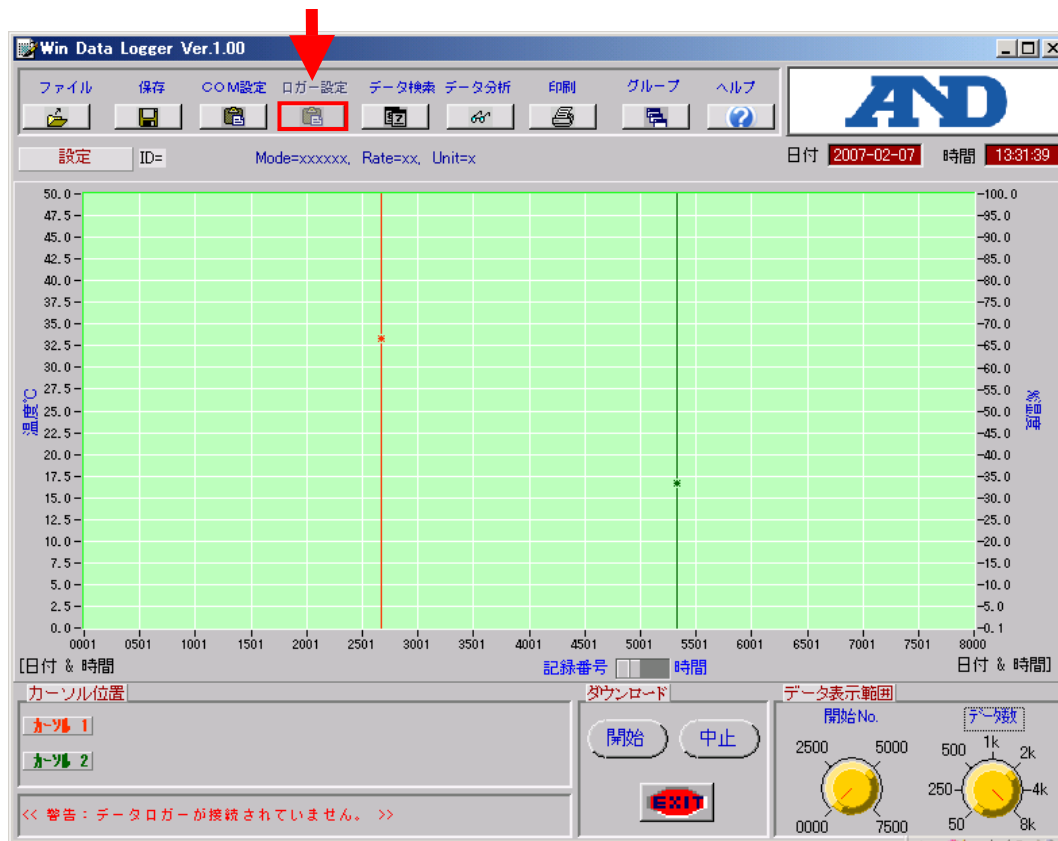 Win Data Logger Ver.1.00
ファイル 保存 COM設定 ロガー設定 データ検索 データ分析 印刷 グループ ヘルプ
AND
設定 ID= Mode=xxxxxx, Rate=xx, Unit=x 日付 2007-02-07 時間 13:31:39
50.0 100.0
47.5 95.0
45.0 90.0
42.5 85.0
40.0 80.0
37.5 75.0
35.0 70.0
32.5 65.0
30.0 60.0
27.5 55.0
25.0 50.0
22.5 45.0
20.0 40.0
17.5 35.0
15.0 30.0
12.5 25.0
10.0 20.0
7.5 15.0
5.0 10.0
2.5 5.0
0.0 0.1
温度℃
%湿度
0001 0501 1001 1501 2001 2501 3001 3501 4001 4501 5001 5501 6001 6501 7001 7501 8000
[日付 & 時間 記録番号 時間 日付 & 時間]
カーソル位置
カーソル 1
カーソル 2
<< 警告：データロガーが接続されていません。 >>
ダウンロード
開始 中止
EXIT
データ表示範囲
開始No.
2500 5000
0000 7500
データ数
500 1k 2k
250 4k
50 8k